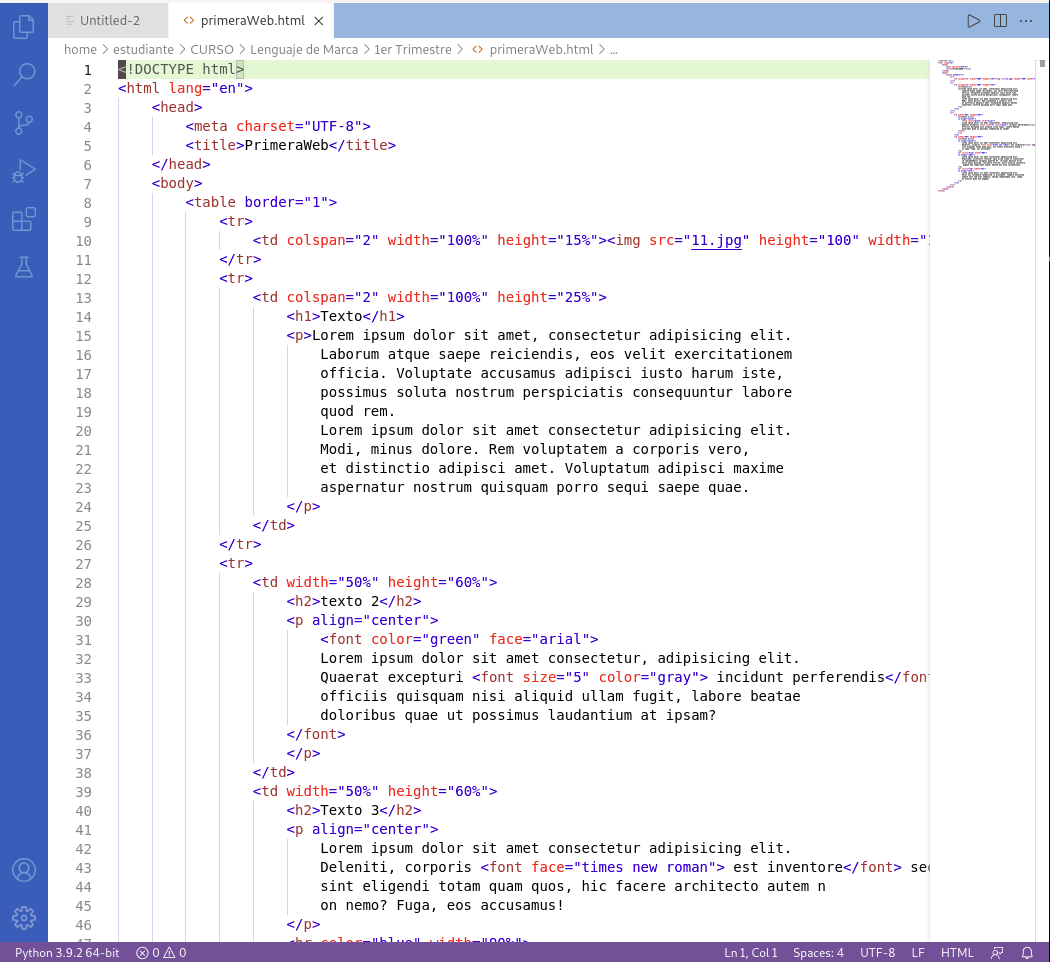 Untitled-2
primeraWeb.html
home > estudiante > CURSO > Lenguaje de Marca > 1er Trimestre > primeraWeb.html > ...
1 <!DOCTYPE html>
2 <html lang="en">
3 <head>
4 <meta charset="UTF-8">
5 <title>PrimeraWeb</title>
6 </head>
7 <body>
8 <table border="1">
9 <tr>
10 <td colspan="2" width="100%" height="15%"><img src="11.jpg" height="100" width="
11 </tr>
12 <tr>
13 <td colspan="2" width="100%" height="25%">
14 <h1>Texto</h1>
15 <p>Lorem ipsum dolor sit amet, consectetur adipisicing elit.
16 Laborum atque saepe reiciendis, eos velit exercitationem
17 officia. Voluptate accusamus adipisci iusto harum iste,
18 possimus soluta nostrum perspiciatis consequuntur labore
19 quod rem.
20 Lorem ipsum dolor sit amet consectetur adipisicing elit.
21 Modi, minus dolore. Rem voluptatem a corporis vero,
22 et distinctio adipisci amet. Voluptatum adipisci maxime
23 aspernatur nostrum quisquam porro sequi saepe quae.
24 </p>
25 </td>
26 </tr>
27 <tr>
28 <td width="50%" height="60%">
29 <h2>texto 2</h2>
30 <p align="center">
31 <font color="green" face="arial">
32 Lorem ipsum dolor sit amet consectetur, adipisicing elit.
33 Quaerat excepturi <font size="5" color="gray"> incidunt perferendis</font
34 officiis quisquam nisi aliquid ullam fugit, labore beatae
35 doloribus quae ut possimus laudantium at ipsam?
36 </font>
37 </p>
38 </td>
39 <td width="50%" height="60%">
40 <h2>Texto 3</h2>
41 <p align="center">
42 Lorem ipsum dolor sit amet consectetur adipisicing elit.
43 Deleniti, corporis <font face="times new roman"> est inventore</font> sed
44 sint eligendi totam quam quos, hic facere architecto autem n
45 on nemo? Fuga, eos accusamus!
46 </p>
47 <hr color="blue" width="90%">
Python 3.9.2 64-bit 0 0 Ln 1, Col 1 Spaces: 4 UTF-8 LF HTML